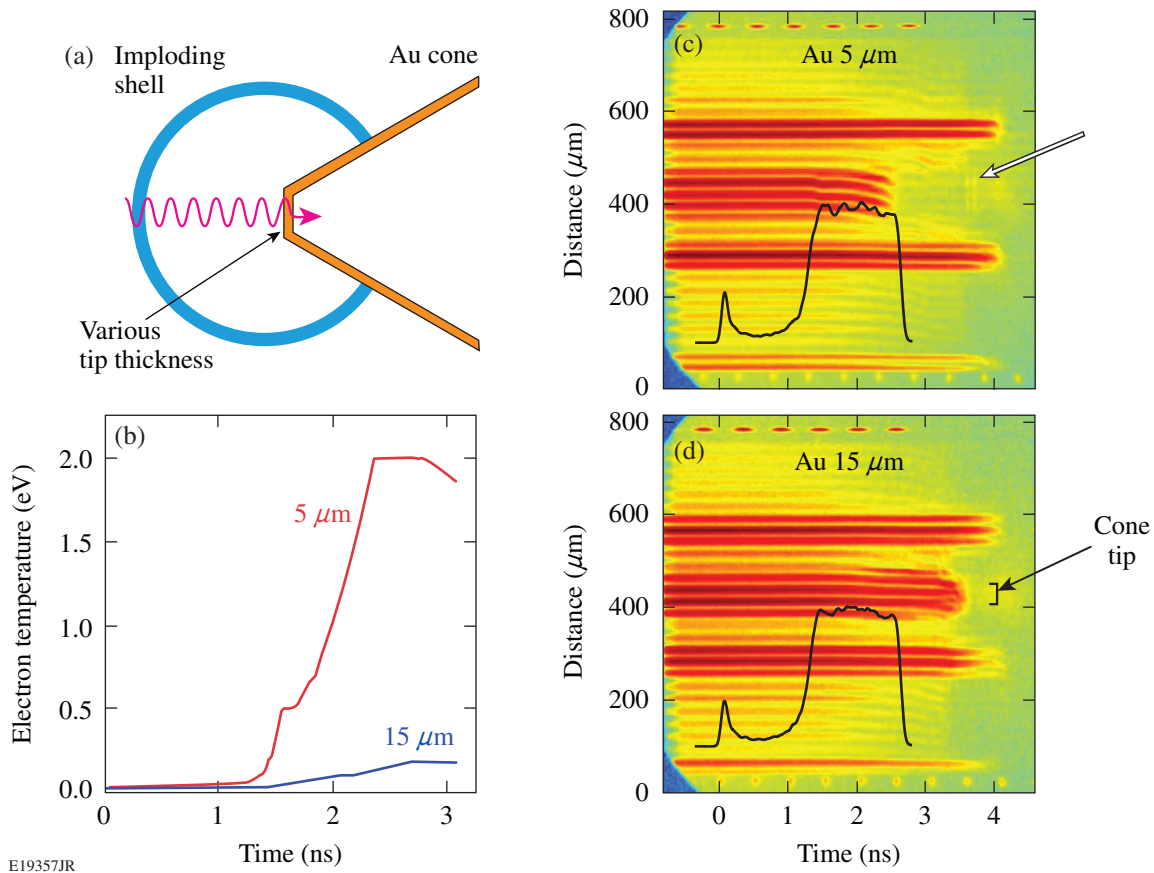 (a)
Imploding
shell
Au cone
Various
tip thickness
(b)
Electron temperature (eV)
2.0
1.5
1.0
0.5
0.0
5 μm
15 μm
0
1
2
3
Time (ns)
(c)
Au 5 μm
Distance (μm)
800
600
400
200
0
(d)
Au 15 μm
Distance (μm)
800
600
400
200
0
Cone
tip
0
1
2
3
4
Time (ns)
E19357JR